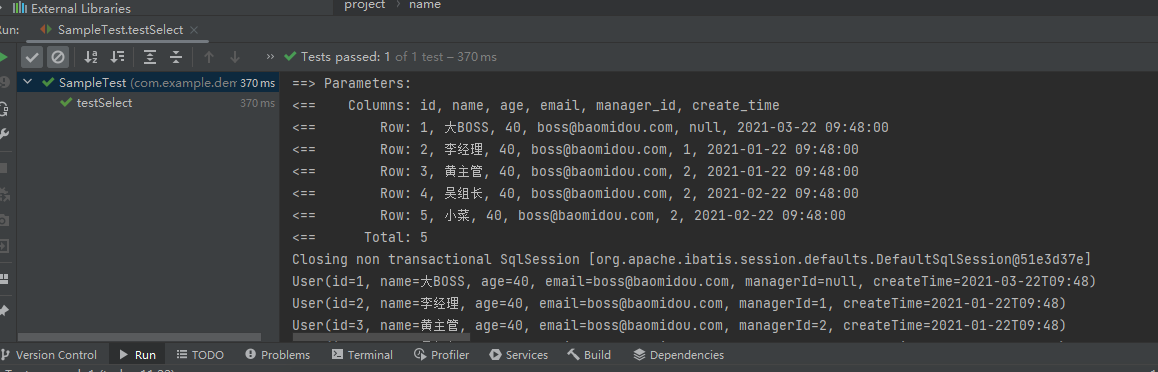 External Libraries
project › name
Run: SampleTest.testSelect ×
» Tests passed: 1 of 1 test – 370 ms
SampleTest (com.example.dem 370 ms
testSelect 370 ms
==> Parameters:
<== Columns: id, name, age, email, manager_id, create_time
<== Row: 1, 大BOSS, 40, boss@baomidou.com, null, 2021-03-22 09:48:00
<== Row: 2, 李经理, 40, boss@baomidou.com, 1, 2021-01-22 09:48:00
<== Row: 3, 黄主管, 40, boss@baomidou.com, 2, 2021-01-22 09:48:00
<== Row: 4, 吴组长, 40, boss@baomidou.com, 2, 2021-02-22 09:48:00
<== Row: 5, 小菜, 40, boss@baomidou.com, 2, 2021-02-22 09:48:00
<== Total: 5
Closing non transactional SqlSession [org.apache.ibatis.session.defaults.DefaultSqlSession@51e3d37e]
User(id=1, name=大BOSS, age=40, email=boss@baomidou.com, managerId=null, createTime=2021-03-22T09:48)
User(id=2, name=李经理, age=40, email=boss@baomidou.com, managerId=1, createTime=2021-01-22T09:48)
User(id=3, name=黄主管, age=40, email=boss@baomidou.com, managerId=2, createTime=2021-01-22T09:48)
Version Control Run TODO Problems Terminal Profiler Services Build Dependencies